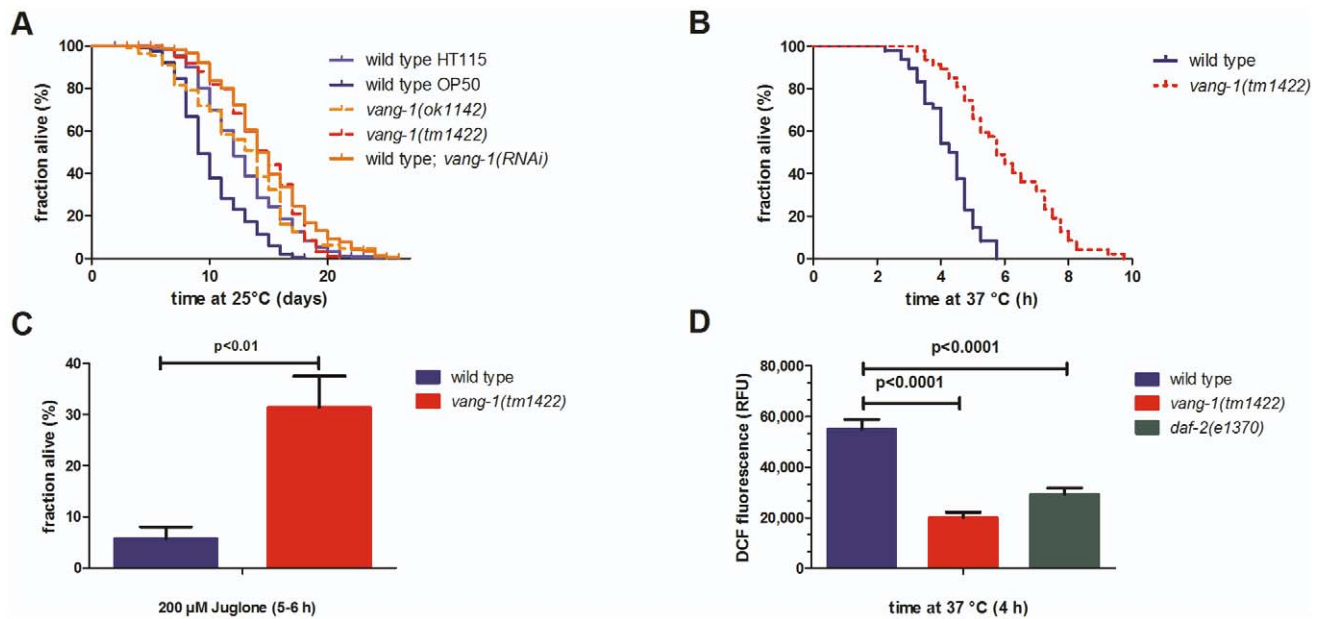 A
fraction alive (%)
100
80
60
40
20
0
0
10
20
time at 25°C (days)
wild type HT115
wild type OP50
vang-1(ok1142)
vang-1(tm1422)
wild type; vang-1(RNAi)
B
fraction alive (%)
100
80
60
40
20
0
0
2
4
6
8
10
time at 37 °C (h)
wild type
vang-1(tm1422)
C
fraction alive (%)
40
30
20
10
0
p<0.01
200 µM Juglone (5-6 h)
wild type
vang-1(tm1422)
D
DCF fluorescence (RFU)
80,000
60,000
40,000
20,000
0
p<0.0001
p<0.0001
time at 37 °C (4 h)
wild type
vang-1(tm1422)
daf-2(e1370)